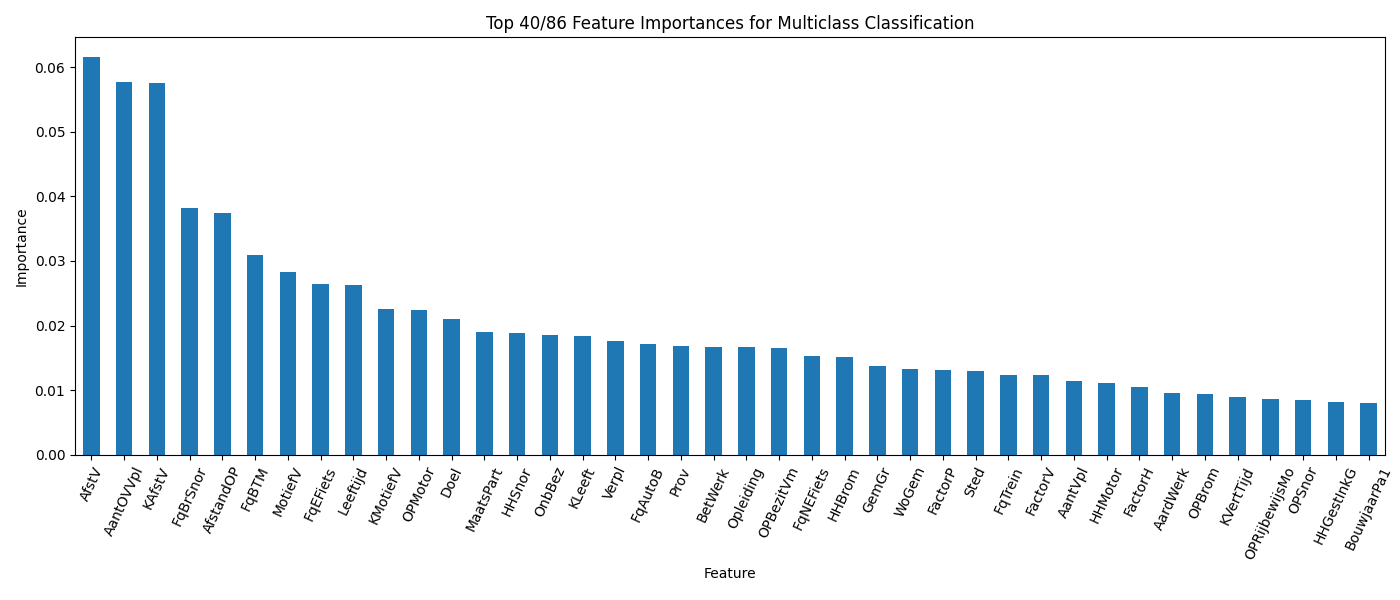 Top 40/86 Feature Importances for Multiclass Classification
Importance
0.06
0.05
0.04
0.03
0.02
0.01
0.00
AfstV
AantOVVpl
KAfstV
FqBrSnor
AfstandOP
FqBTM
MotiefV
FqEFiets
Leeftijd
KMotiefV
OPMotor
Doel
MaatsPart
HHSnor
OnbBez
KLeeft
Verpl
FqAutoB
Prov
BetWerk
Opleiding
OPBezitVm
FqNEFiets
HHBrom
GemGr
WoGem
FactorP
Sted
FqTrein
FactorV
AantVpl
HHMotor
FactorH
AardWerk
OPBrom
KVertTijd
OPRijbewijsMo
OPSnor
HHGestInkG
BouwjaarPa1
Feature